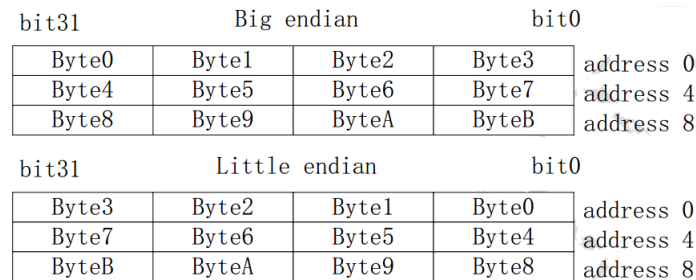 bit31 Big endian bit0
Byte0 Byte1 Byte2 Byte3 address 0
Byte4 Byte5 Byte6 Byte7 address 4
Byte8 Byte9 ByteA ByteB address 8
bit31 Little endian bit0
Byte3 Byte2 Byte1 Byte0 address 0
Byte7 Byte6 Byte5 Byte4 address 4
ByteB ByteA Byte9 Byte8 address 8